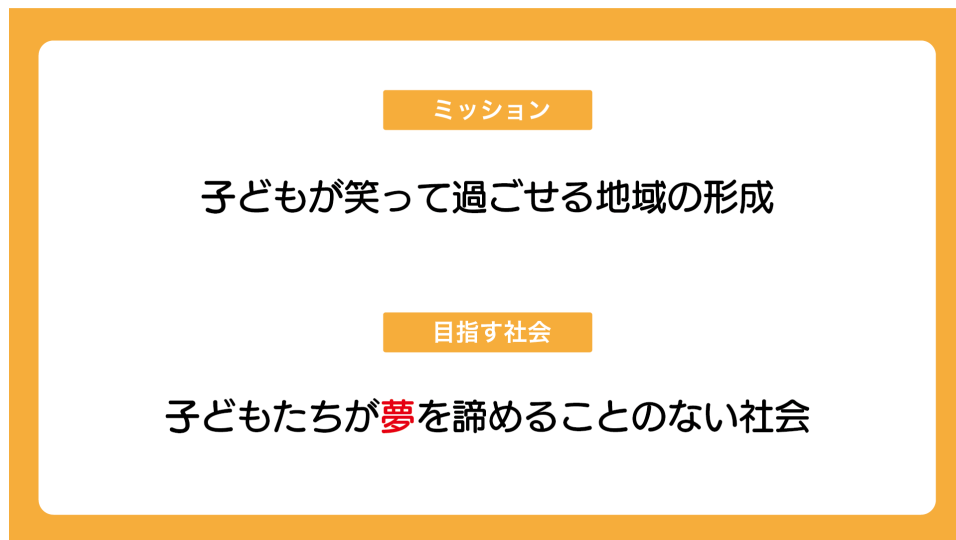 ミッション
子どもが笑って過ごせる地域の形成
目指す社会
子どもたちが夢を諦めることのない社会